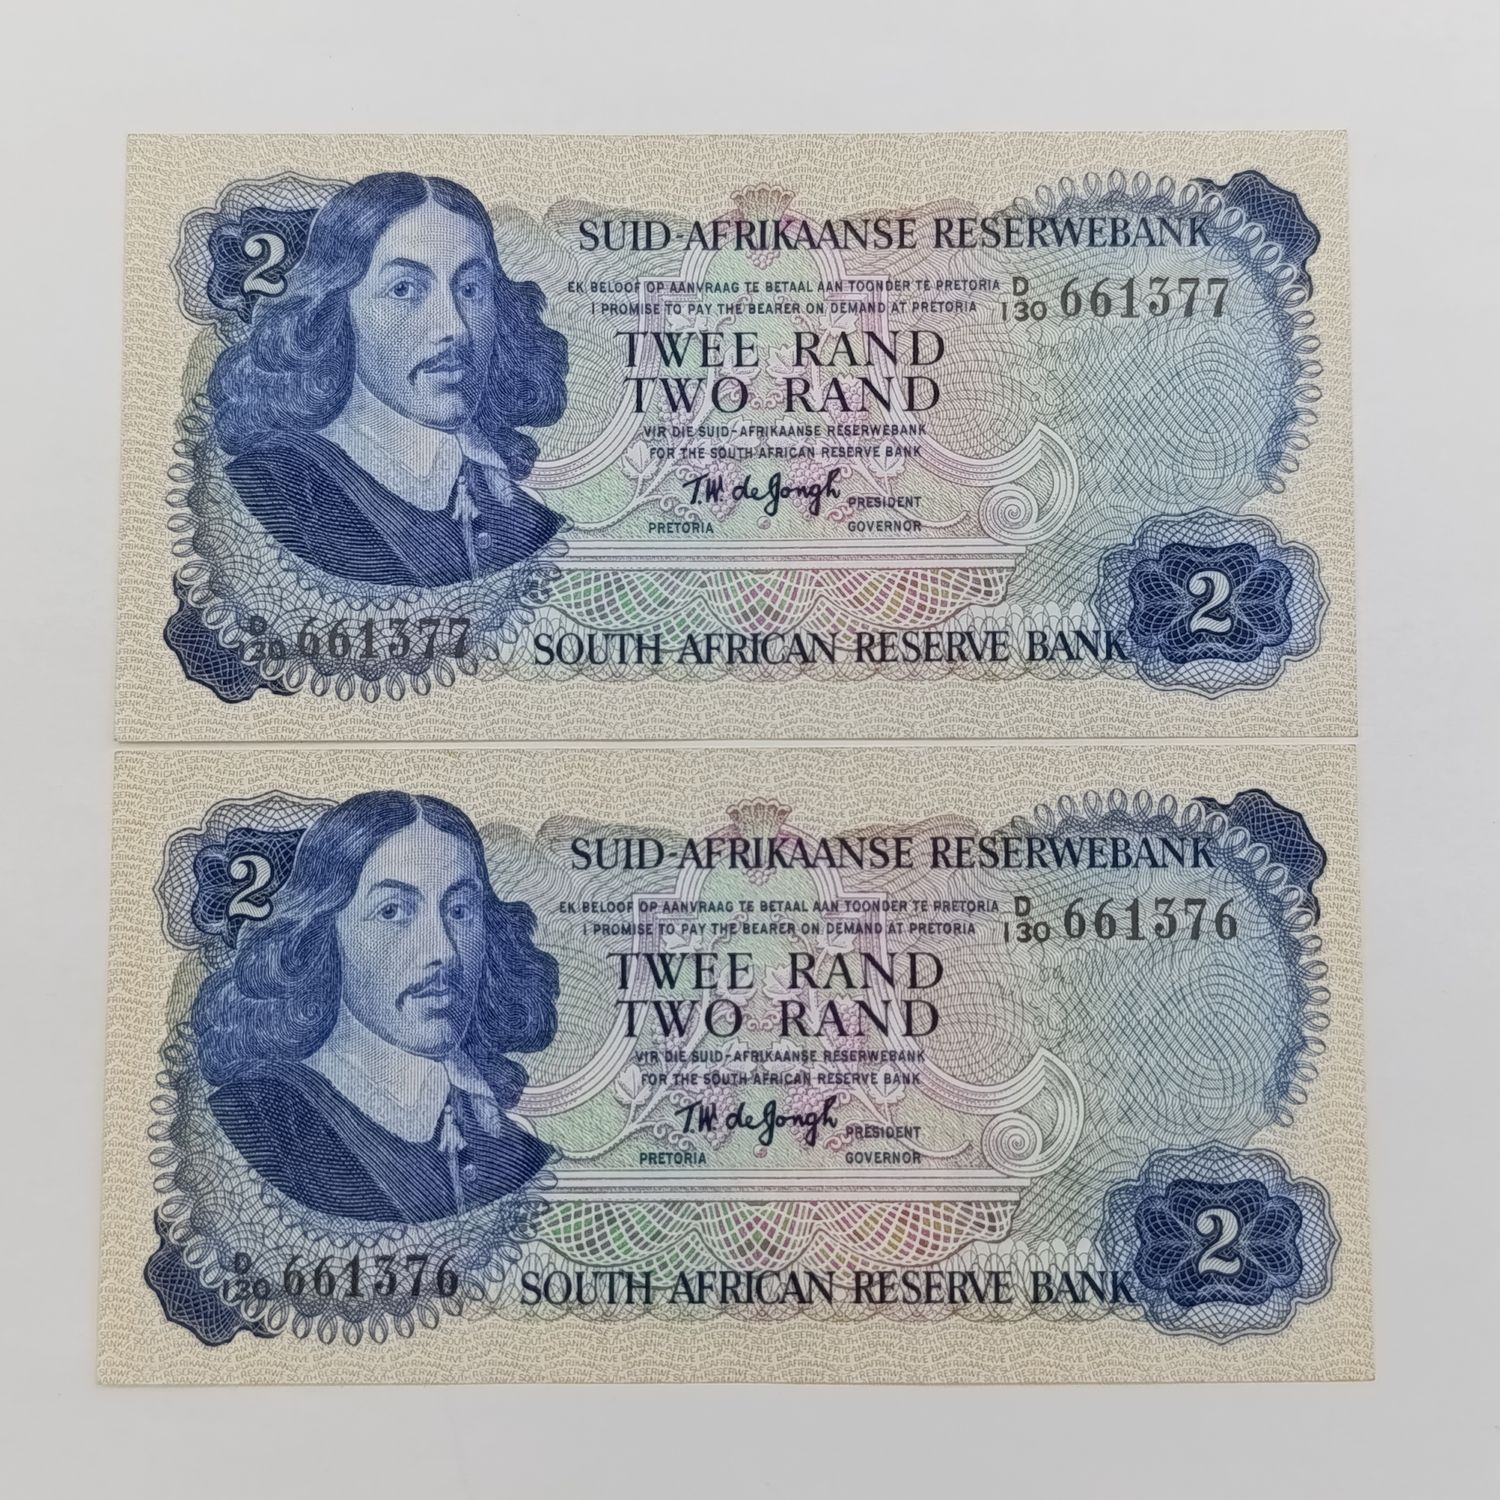 2
SUID-AFRIKAANSE RESERWEBANK
EK BELOOF OP AANVRAAG TE BETAAL AAN TOONDER TE PRETORIA
I PROMISE TO PAY THE BEARER ON DEMAND AT PRETORIA
D/130 661377
TWEE RAND
TWO RAND
VIR DIE SUID-AFRIKAANSE RESERWEBANK
FOR THE SOUTH AFRICAN RESERVE BANK
T.W. de Jongh
PRESIDENT
PRETORIA GOVERNOR
2
D/130 661377
SOUTH AFRICAN RESERVE BANK
2
SUID-AFRIKAANSE RESERWEBANK
EK BELOOF OP AANVRAAG TE BETAAL AAN TOONDER TE PRETORIA
I PROMISE TO PAY THE BEARER ON DEMAND AT PRETORIA
D/130 661376
TWEE RAND
TWO RAND
VIR DIE SUID-AFRIKAANSE RESERWEBANK
FOR THE SOUTH AFRICAN RESERVE BANK
T.W. de Jongh
PRESIDENT
PRETORIA GOVERNOR
2
D/130 661376
SOUTH AFRICAN RESERVE BANK